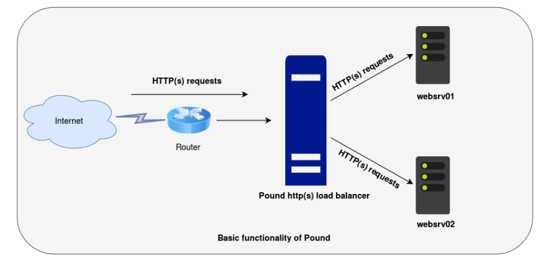 HTTP(s) requests
Internet
Router
Pound http(s) load balancer
HTTP(s) requests
websrv01
HTTP(s) requests
websrv02
Basic functionality of Pound